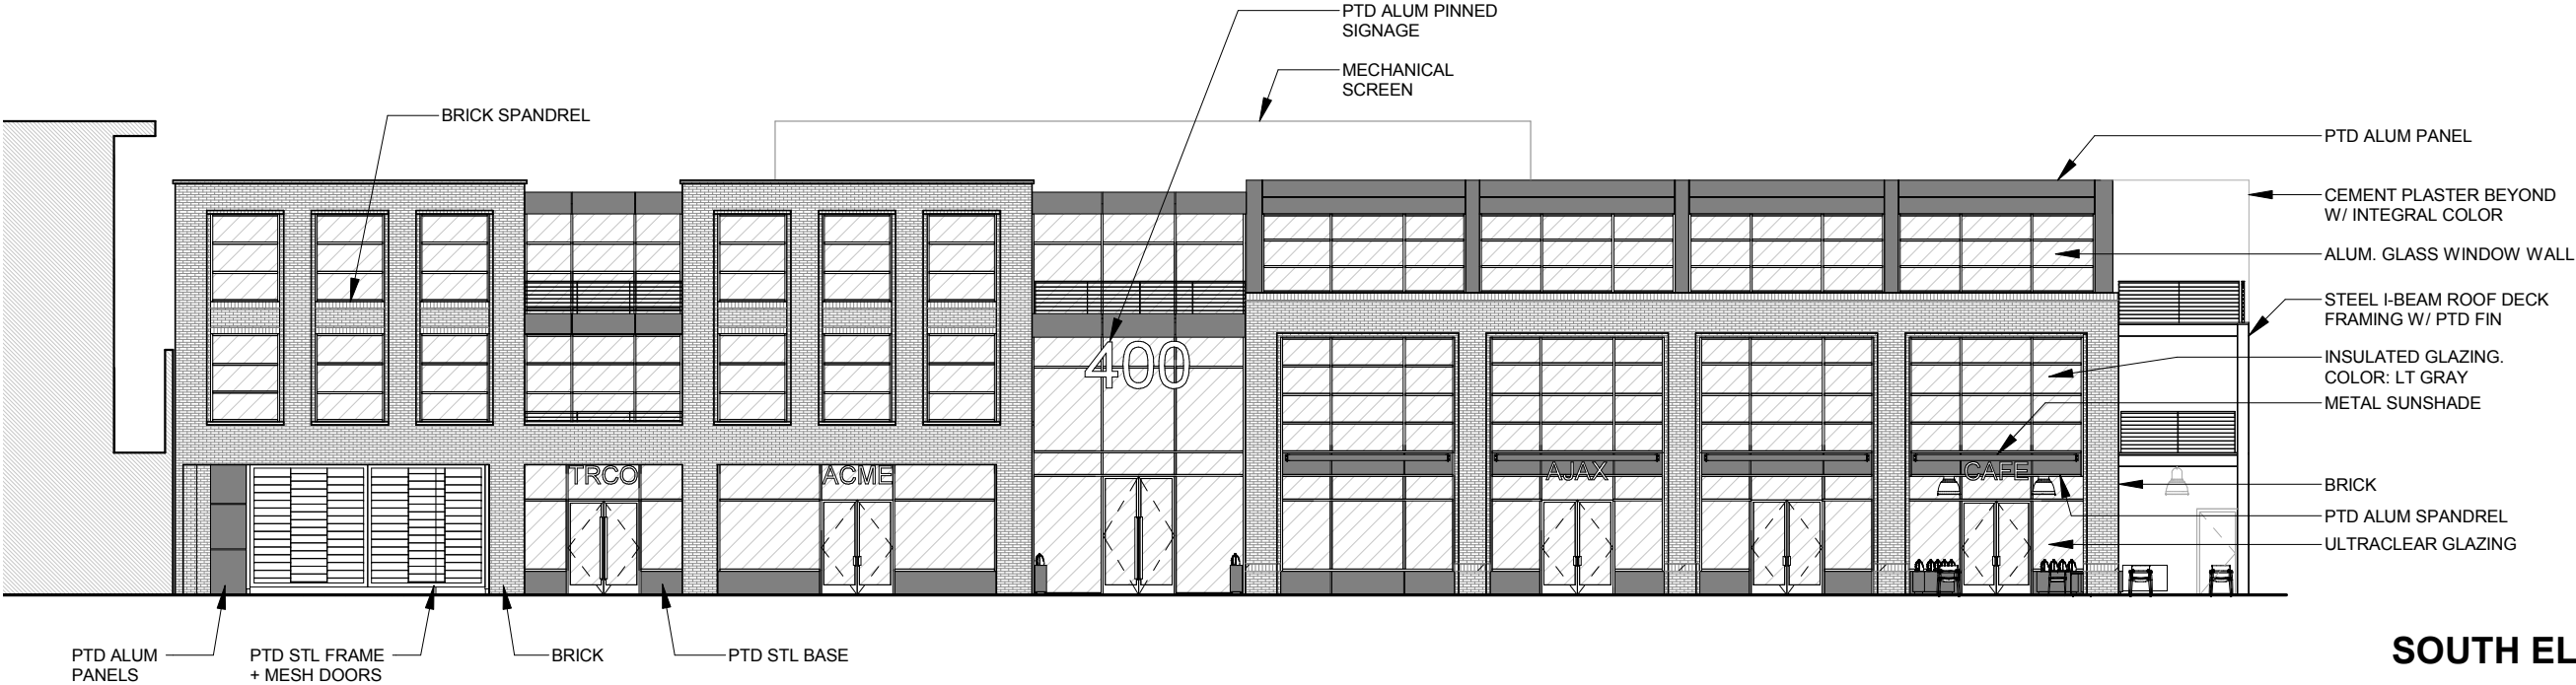 PTD ALUM PINNED
SIGNAGE
MECHANICAL
SCREEN
BRICK SPANDREL
PTD ALUM PANEL
CEMENT PLASTER BEYOND
W/ INTEGRAL COLOR
ALUM. GLASS WINDOW WALL
STEEL I-BEAM ROOF DECK
FRAMING W/ PTD FIN
INSULATED GLAZING.
COLOR: LT GRAY
METAL SUNSHADE
BRICK
PTD ALUM SPANDREL
ULTRACLEAR GLAZING
400
TRCO
ACME
AJAX
CAFE
PTD ALUM
PANELS
PTD STL FRAME
+ MESH DOORS
BRICK
PTD STL BASE
SOUTH EL